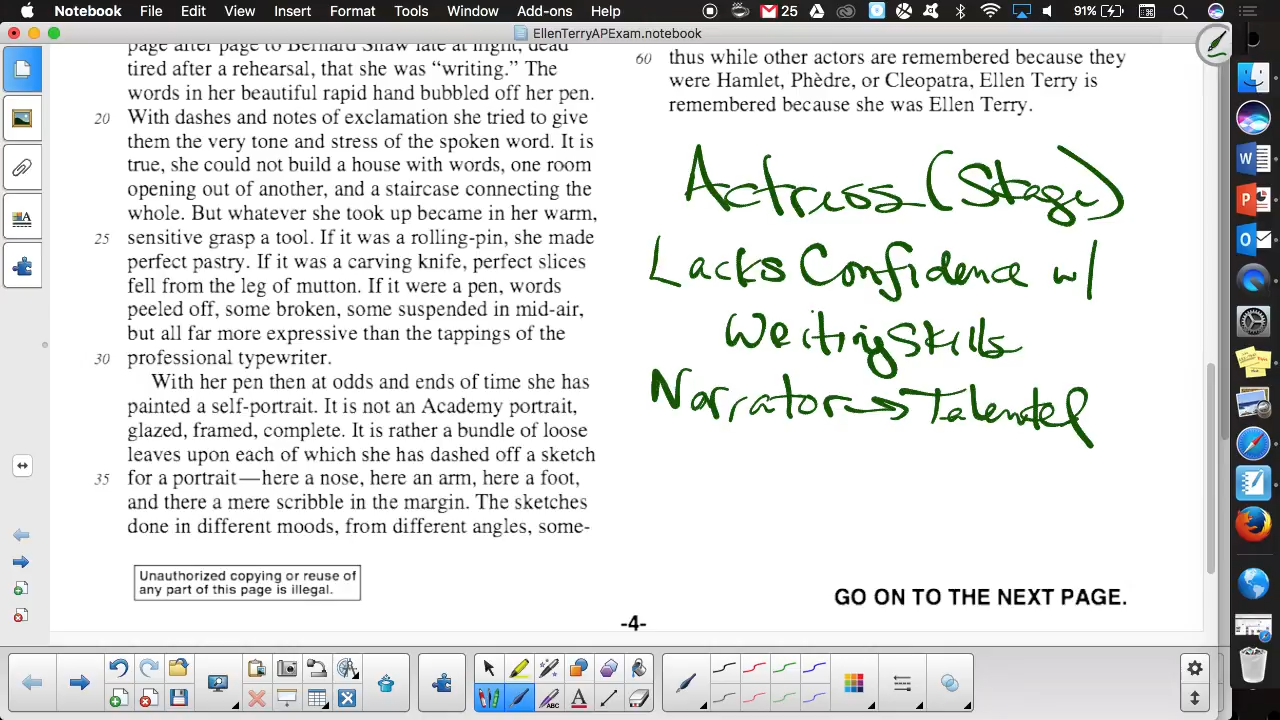 Notebook File Edit View Insert Format Tools Window Add-ons Help 25 91%
EllenTerryAPExam.notebook
page after page to Bernard Shaw late at night, dead
tired after a rehearsal, that she was “writing.” The
words in her beautiful rapid hand bubbled off her pen.
20 With dashes and notes of exclamation she tried to give
them the very tone and stress of the spoken word. It is
true, she could not build a house with words, one room
opening out of another, and a staircase connecting the
whole. But whatever she took up became in her warm,
25 sensitive grasp a tool. If it was a rolling-pin, she made
perfect pastry. If it was a carving knife, perfect slices
fell from the leg of mutton. If it were a pen, words
peeled off, some broken, some suspended in mid-air,
but all far more expressive than the tappings of the
30 professional typewriter.
With her pen then at odds and ends of time she has
painted a self-portrait. It is not an Academy portrait,
glazed, framed, complete. It is rather a bundle of loose
leaves upon each of which she has dashed off a sketch
35 for a portrait—here a nose, here an arm, here a foot,
and there a mere scribble in the margin. The sketches
done in different moods, from different angles, some-
Unauthorized copying or reuse of
any part of this page is illegal.
thus while other actors are remembered because they
60 were Hamlet, Phèdre, or Cleopatra, Ellen Terry is
remembered because she was Ellen Terry.
Actress (Stage)
Lacks Confidence w/
Writing Skills
Narrator → Talented
GO ON TO THE NEXT PAGE.
-4-